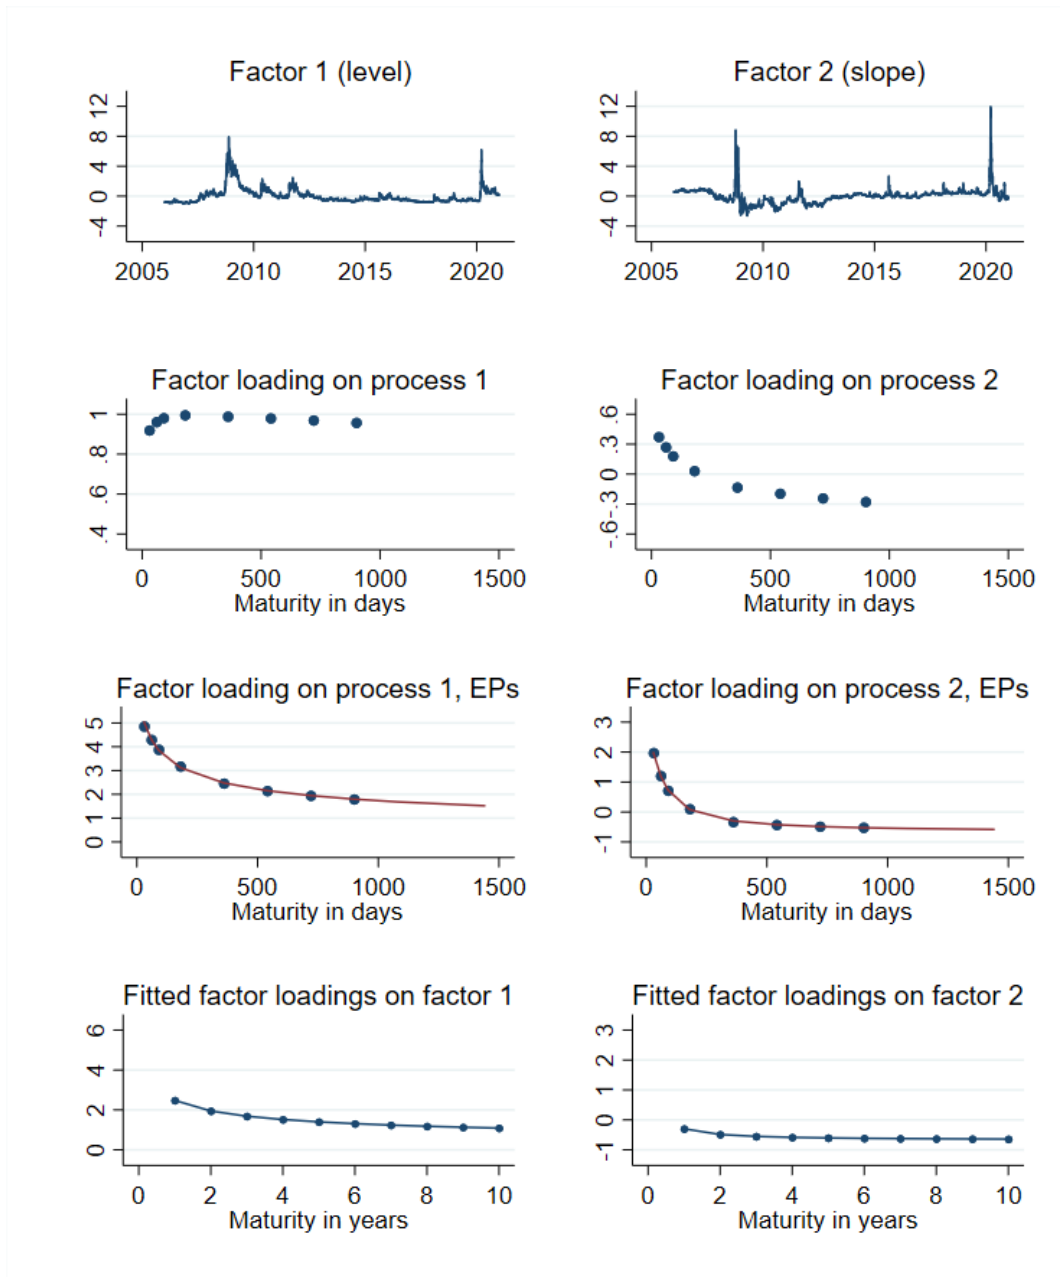 Factor 1 (level)
12
8
4
0
-4
2005 2010 2015 2020
Factor 2 (slope)
12
8
4
0
-4
2005 2010 2015 2020
Factor loading on process 1
1
.8
.6
.4
0 500 1000 1500
Maturity in days
Factor loading on process 2
.6
.3
0
-.3
-.6
0 500 1000 1500
Maturity in days
Factor loading on process 1, EPs
5
4
3
2
1
0
0 500 1000 1500
Maturity in days
Factor loading on process 2, EPs
3
2
1
0
-1
0 500 1000 1500
Maturity in days
Fitted factor loadings on factor 1
6
4
2
0
0 2 4 6 8 10
Maturity in years
Fitted factor loadings on factor 2
3
2
1
0
-1
0 2 4 6 8 10
Maturity in years